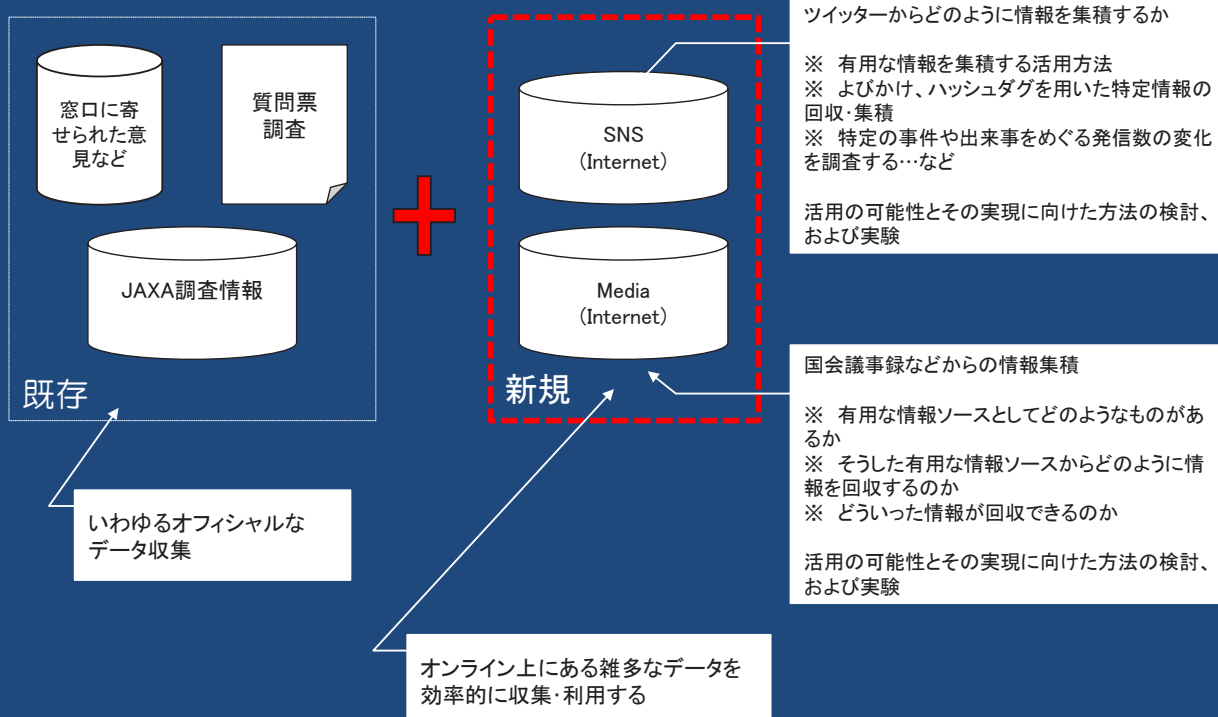 窓口に寄
せられた意
見など
質問票
調査
JAXA調査情報
既存
いわゆるオフィシャルな
データ収集
SNS
(Internet)
Media
(Internet)
新規
オンライン上にある雑多なデータを
効率的に収集・利用する
ツイッターからどのように情報を集積するか
※ 有用な情報を集積する活用方法
※ よびかけ、ハッシュダグを用いた特定情報の
回収・集積
※ 特定の事件や出来事をめぐる発信数の変化
を調査する…など
活用の可能性とその実現に向けた方法の検討、
および実験
国会議事録などからの情報集積
※ 有用な情報ソースとしてどのようなものがあ
るか
※ そうした有用な情報ソースからどのように情
報を回収するのか
※ どういった情報が回収できるのか
活用の可能性とその実現に向けた方法の検討、
および実験